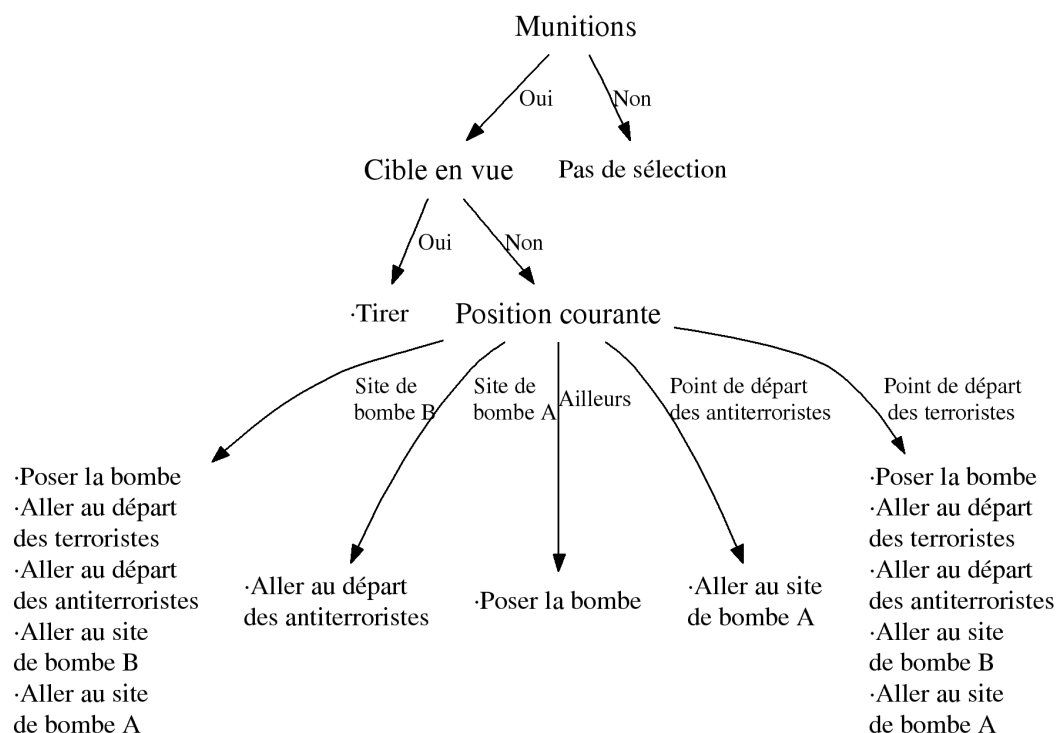 Munitions
Oui
Non
Cible en vue
Pas de sélection
Oui
Non
·Tirer
Position courante
Site de
bombe B
Site de
bombe A
Ailleurs
Point de départ
des antiterroristes
Point de départ
des terroristes
·Poser la bombe
·Aller au départ
des terroristes
·Aller au départ
des antiterroristes
·Aller au site
de bombe B
·Aller au site
de bombe A
·Aller au départ
des antiterroristes
·Poser la bombe
·Aller au site
de bombe A
·Poser la bombe
·Aller au départ
des terroristes
·Aller au départ
des antiterroristes
·Aller au site
de bombe B
·Aller au site
de bombe A